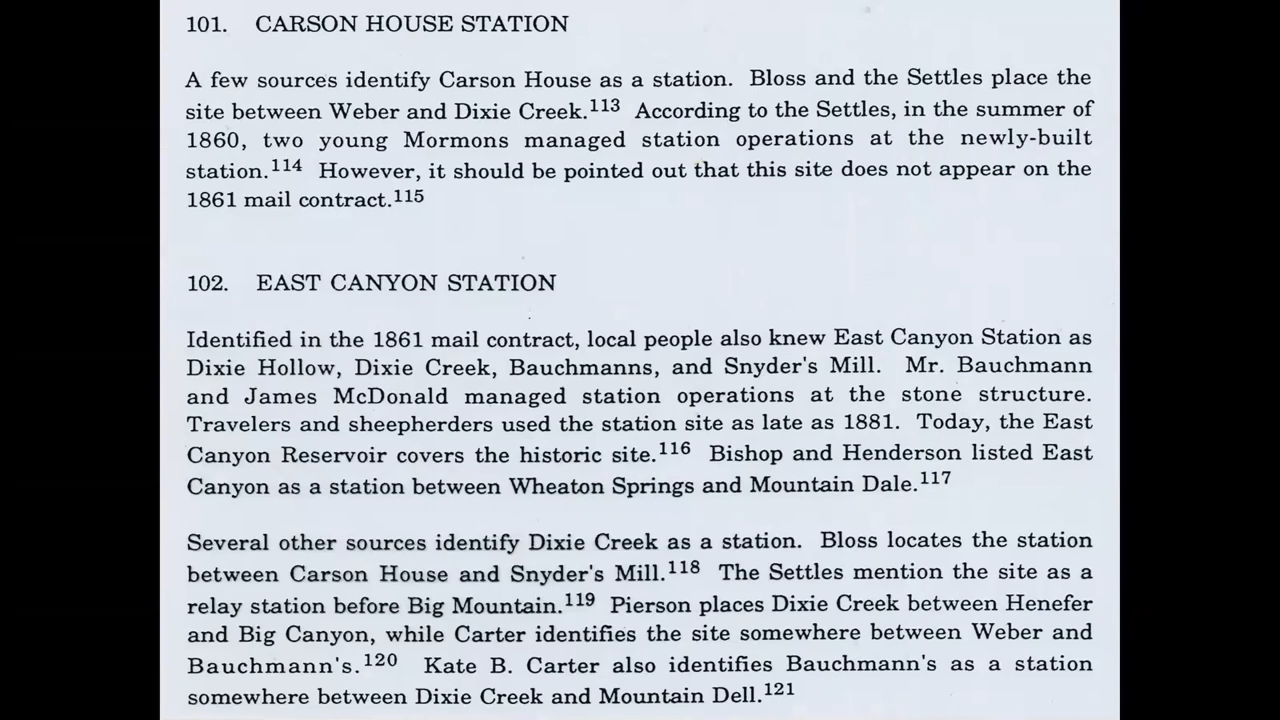 101. CARSON HOUSE STATION
A few sources identify Carson House as a station. Bloss and the Settles place the
site between Weber and Dixie Creek.113 According to the Settles, in the summer of
1860, two young Mormons managed station operations at the newly-built
station.114 However, it should be pointed out that this site does not appear on the
1861 mail contract.115
102. EAST CANYON STATION
Identified in the 1861 mail contract, local people also knew East Canyon Station as
Dixie Hollow, Dixie Creek, Bauchmanns, and Snyder's Mill. Mr. Bauchmann
and James McDonald managed station operations at the stone structure.
Travelers and sheepherders used the station site as late as 1881. Today, the East
Canyon Reservoir covers the historic site.116 Bishop and Henderson listed East
Canyon as a station between Wheaton Springs and Mountain Dale.117
Several other sources identify Dixie Creek as a station. Bloss locates the station
between Carson House and Snyder's Mill.118 The Settles mention the site as a
relay station before Big Mountain.119 Pierson places Dixie Creek between Henefer
and Big Canyon, while Carter identifies the site somewhere between Weber and
Bauchmann's.120 Kate B. Carter also identifies Bauchmann's as a station
somewhere between Dixie Creek and Mountain Dell.121